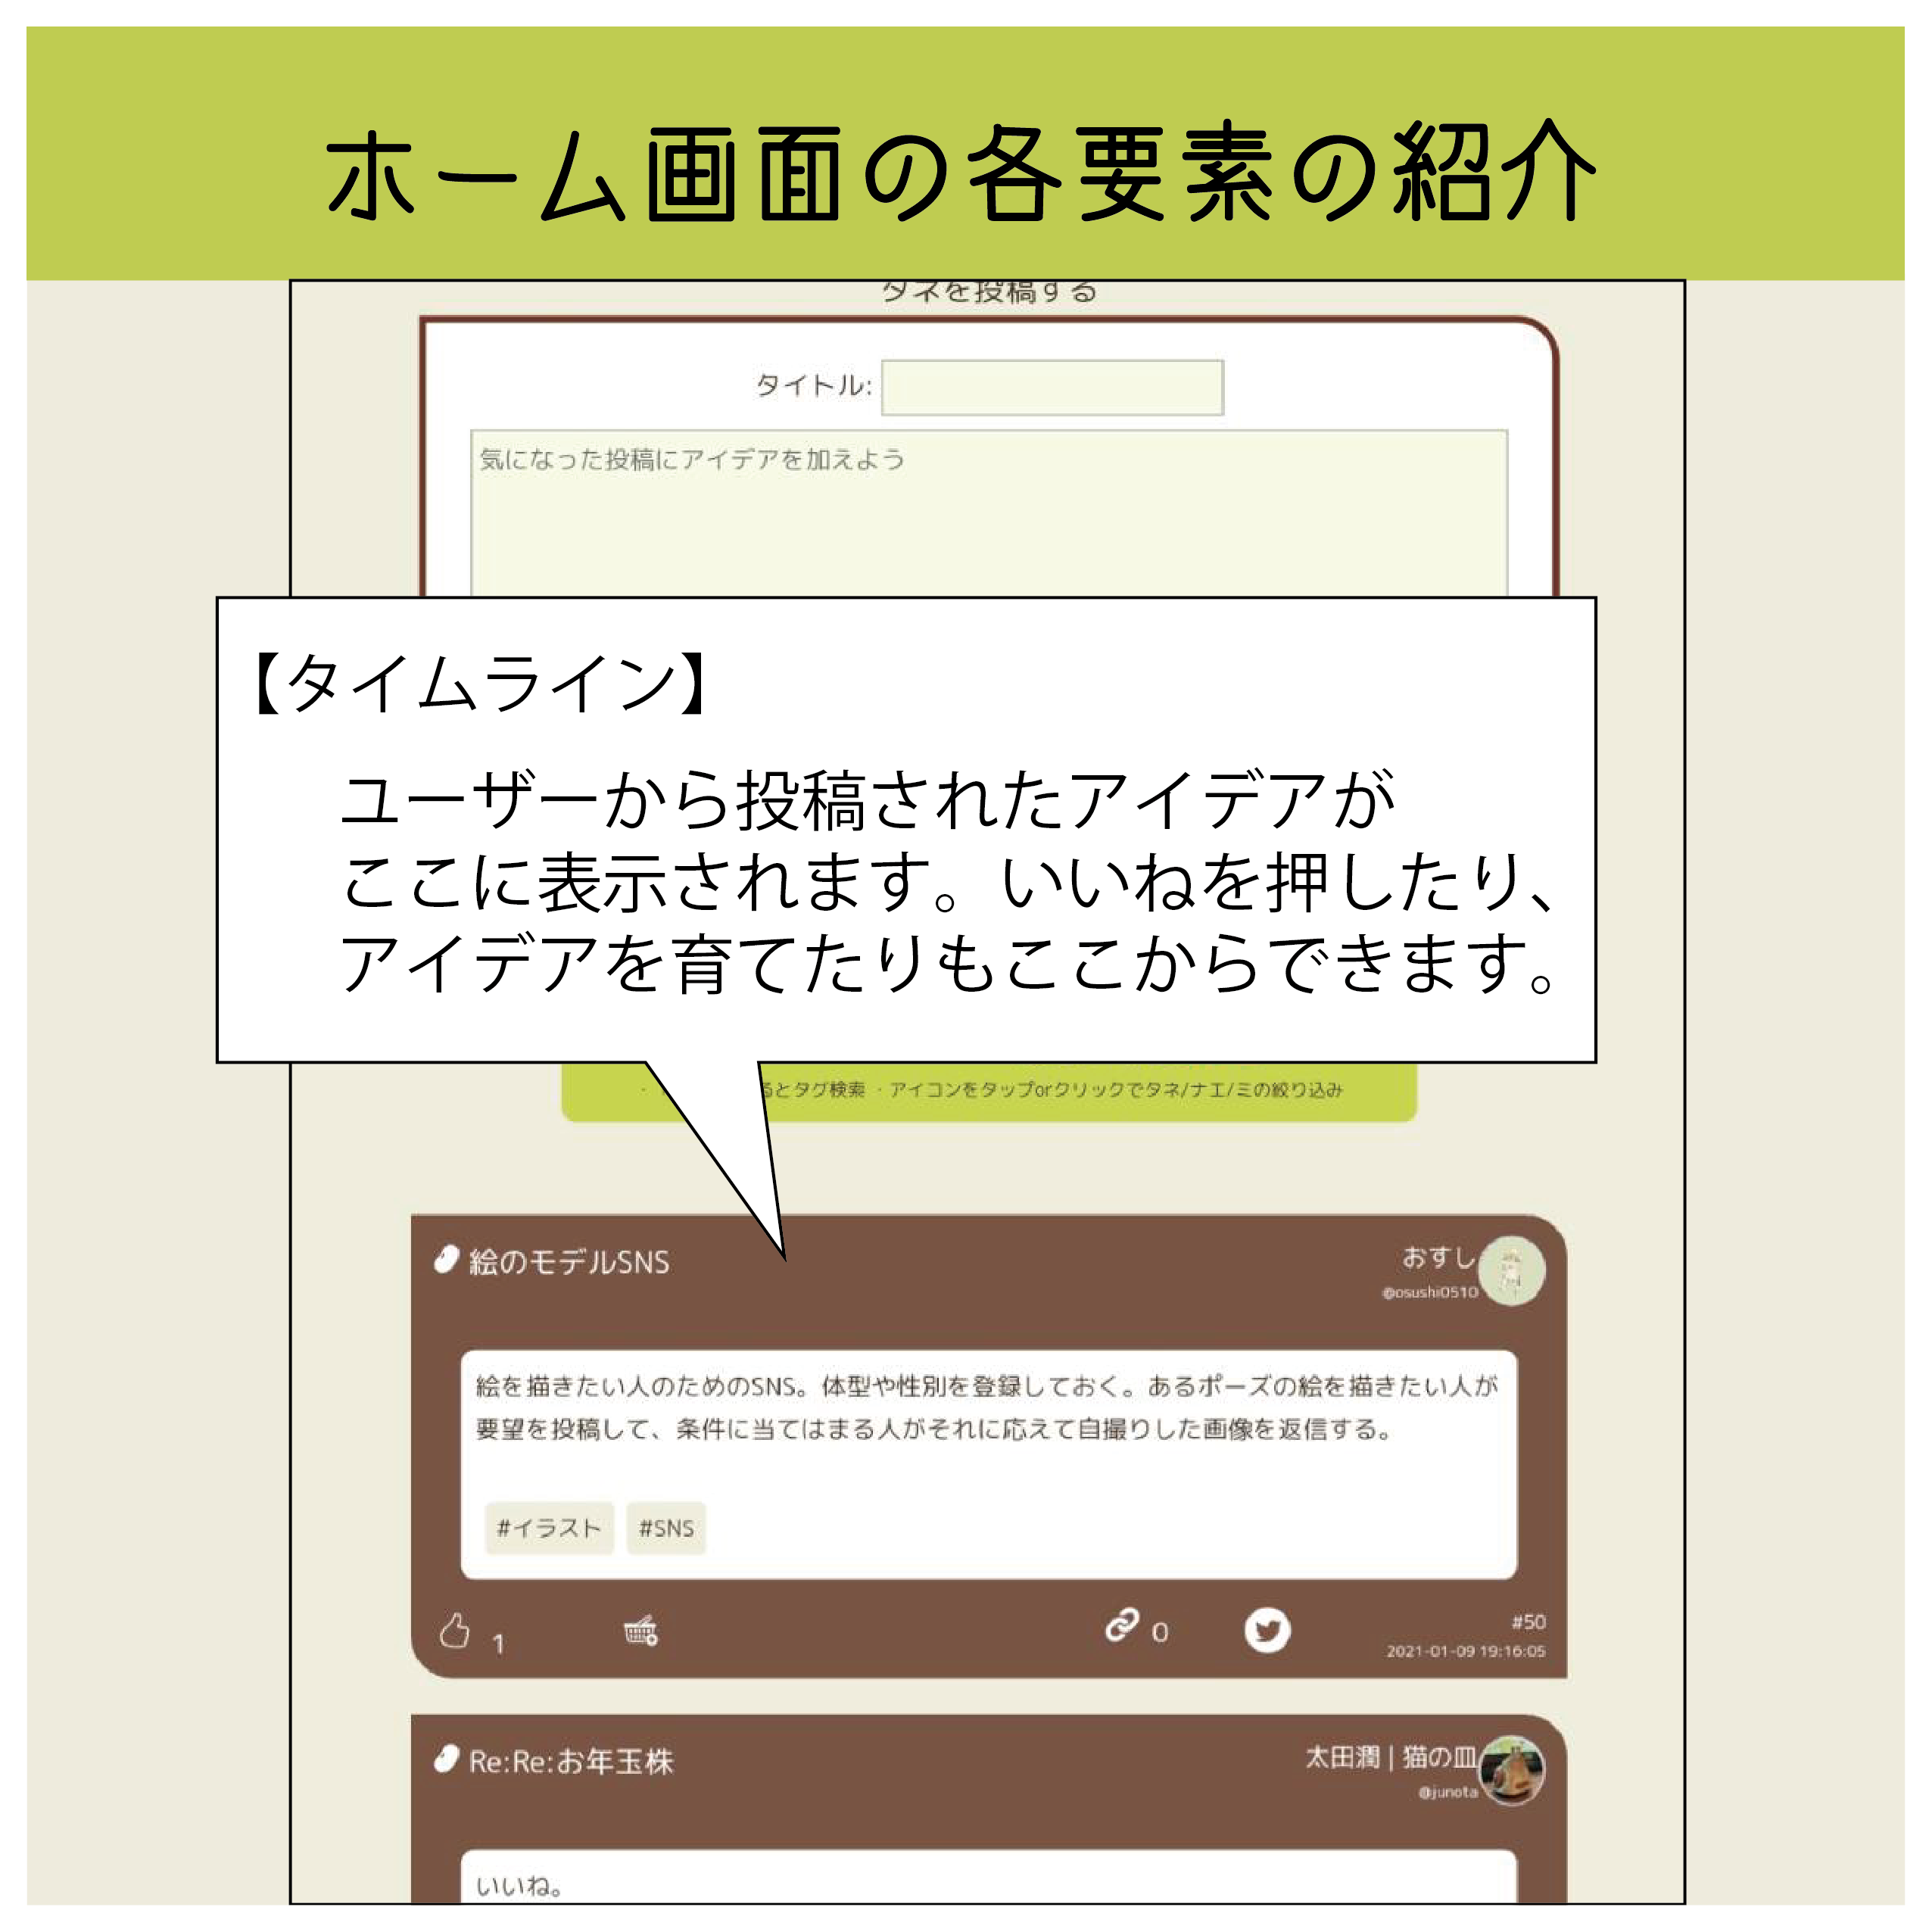 ホーム画面の各要素の紹介
タネを投稿する
タイトル:
気になった投稿にアイデアを加えよう
【タイムライン】
ユーザーから投稿されたアイデアが
ここに表示されます。いいねを押したり、
アイデアを育てたりもここからできます。
るとタグ検索 ・アイコンをタップorクリックでタネ/ナエ/ミの絞り込み
絵のモデルSNS
おすし
@osushi0510
絵を描きたい人のためのSNS。体型や性別を登録しておく。あるポーズの絵を描きたい人が
要望を投稿して、条件に当てはまる人がそれに応えて自撮りした画像を返信する。
#イラスト #SNS
1 0 #50
2021-01-09 19:16:05
Re:Re:お年玉株
太田潤 | 猫の皿
@junota
いいね。